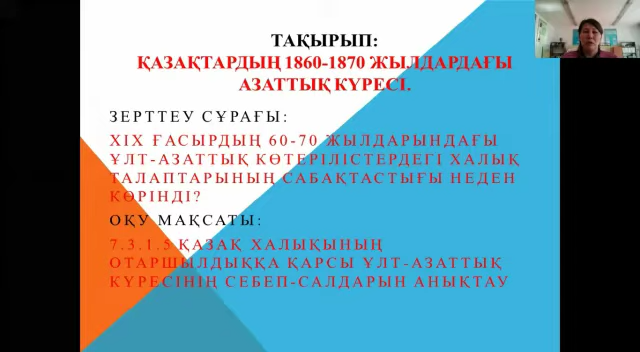 ТАҚЫРЫП:
ҚАЗАҚТАРДЫҢ 1860-1870 ЖЫЛДАРДАҒЫ
АЗАТТЫҚ КҮРЕСІ.
ЗЕРТТЕУ СҰРАҒЫ:
ХІХ ҒАСЫРДЫҢ 60-70 ЖЫЛДАРЫНДАҒЫ
ҰЛТ-АЗАТТЫҚ КӨТЕРІЛІСТЕРДЕГІ ХАЛЫҚ
ТАЛАПТАРЫНЫҢ САБАҚТАСТЫҒЫ НЕДЕН
КӨРІНДІ?
ОҚУ МАҚСАТЫ:
7.3.1.5 ҚАЗАҚ ХАЛЫҚЫНЫҢ
ОТАРШЫЛДЫҚҚА ҚАРСЫ ҰЛТ-АЗАТТЫҚ
КҮРЕСІНІҢ СЕБЕП-САЛДАРЫН АНЫҚТАУ